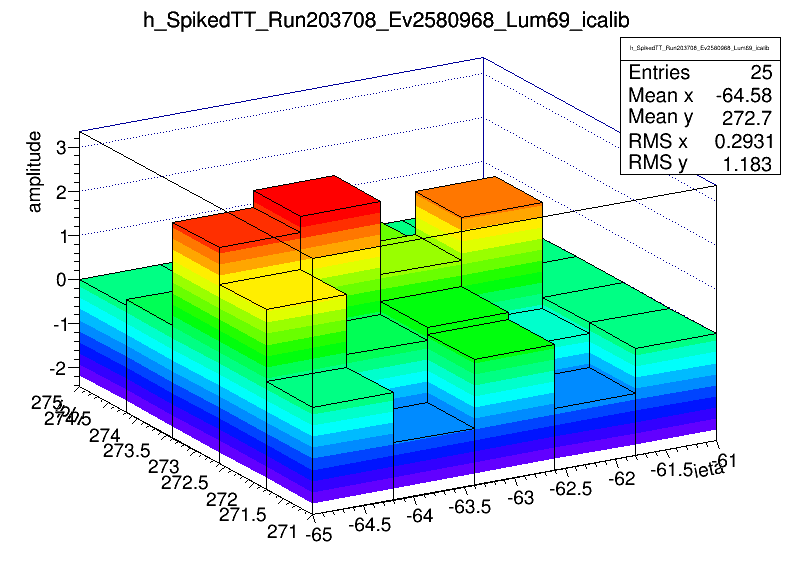 h_SpikedTT_Run203708_Ev2580968_Lum69_icalib
h_SpikedTT_Run203708_Ev2580968_Lum69_icalib
Entries 25
Mean x -64.58
Mean y 272.7
RMS x 0.2931
RMS y 1.183
amplitude
3
2
1
0
-1
-2
275
274.5
274
273.5
273
272.5
272
271.5
271
-65
-64.5
-64
-63.5
-63
-62.5
-62
-61.5
-61
ieta